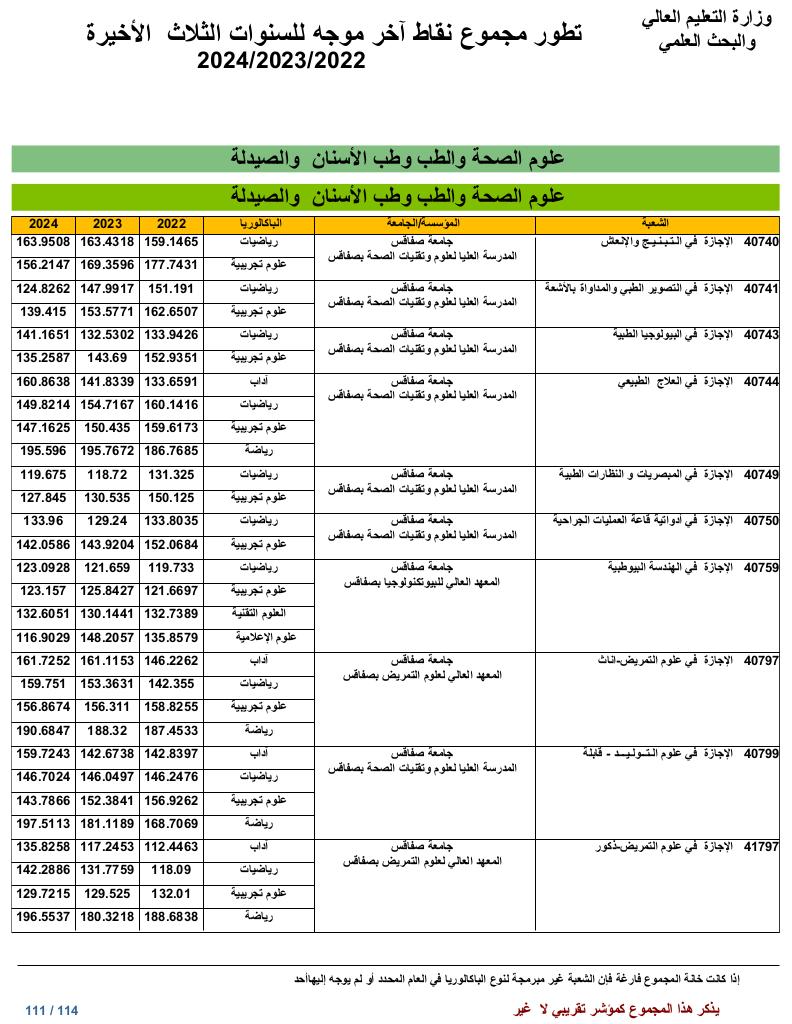 وزارة التعليم العالي
والبحث العلمي
تطور مجموع نقاط آخر موجه للسنوات الثلاث الأخيرة
2024/2023/2022
علوم الصحة والطب وطب الأسنان والصيدلة
علوم الصحة والطب وطب الأسنان والصيدلة
الشعبة المؤسسة/الجامعة الباكالوريا 2022 2023 2024
40740 الإجازة في التبنيج والإنعاش جامعة صفاقس رياضيات 159.1465 163.4318 163.9508
المدرسة العليا لعلوم وتقنيات الصحة بصفاقس علوم تجريبية 177.7431 169.3596 156.2147
40741 الإجازة في التصوير الطبي والمداواة بالأشعة جامعة صفاقس رياضيات 151.191 147.9917 124.8262
المدرسة العليا لعلوم وتقنيات الصحة بصفاقس علوم تجريبية 162.6507 153.5771 139.415
40743 الإجازة في البيولوجيا الطبية جامعة صفاقس رياضيات 133.9426 132.5302 141.1651
المدرسة العليا لعلوم وتقنيات الصحة بصفاقس علوم تجريبية 152.9351 143.69 135.2587
40744 الإجازة في العلاج الطبيعي جامعة صفاقس آداب 133.6591 141.8339 160.8638
المدرسة العليا لعلوم وتقنيات الصحة بصفاقس رياضيات 160.1416 154.7167 149.8214
علوم تجريبية 159.6173 150.435 147.1625
رياضة 186.7685 195.7672 195.596
40749 الإجازة في المبصريات و النظارات الطبية جامعة صفاقس رياضيات 131.325 118.72 119.675
المدرسة العليا لعلوم وتقنيات الصحة بصفاقس علوم تجريبية 150.125 130.535 127.845
40750 الإجازة في أدواتية قاعة العمليات الجراحية جامعة صفاقس رياضيات 133.8035 129.24 133.96
المدرسة العليا لعلوم وتقنيات الصحة بصفاقس علوم تجريبية 152.0684 143.9204 142.0586
40759 الإجازة في الهندسة البيوطبية جامعة صفاقس رياضيات 119.733 121.659 123.0928
المعهد العالي للبيوتكنولوجيا بصفاقس علوم تجريبية 121.6697 125.8427 123.157
العلوم التقنية 132.7389 130.1441 132.6051
علوم الإعلامية 135.8579 148.2057 116.9029
40797 الإجازة في علوم التمريض-اناث جامعة صفاقس آداب 146.2262 161.1153 161.7252
المعهد العالي لعلوم التمريض بصفاقس رياضيات 142.355 153.3631 159.751
علوم تجريبية 158.8255 156.311 156.8674
رياضة 187.4533 188.32 190.6847
40799 الإجازة في علوم التـوليـد - قابلة جامعة صفاقس آداب 142.8397 142.6738 159.7243
المدرسة العليا لعلوم وتقنيات الصحة بصفاقس رياضيات 146.2476 146.0497 146.7024
علوم تجريبية 156.9262 152.3841 143.7866
رياضة 168.7069 181.1189 197.5113
41797 الإجازة في علوم التمريض-ذكور جامعة صفاقس آداب 112.4463 117.2453 135.8258
المعهد العالي لعلوم التمريض بصفاقس رياضيات 118.09 131.7759 142.2886
علوم تجريبية 132.01 129.525 129.7215
رياضة 188.6838 180.3218 196.5537
إذا كانت خانة المجموع فارغة فإن الشعبة غير مبرمجة لنوع الباكالوريا في العام المحدد أو لم يوجه إليهاأحد
يذكر هذا المجموع كمؤشر تقريبي لا غير
111 / 114